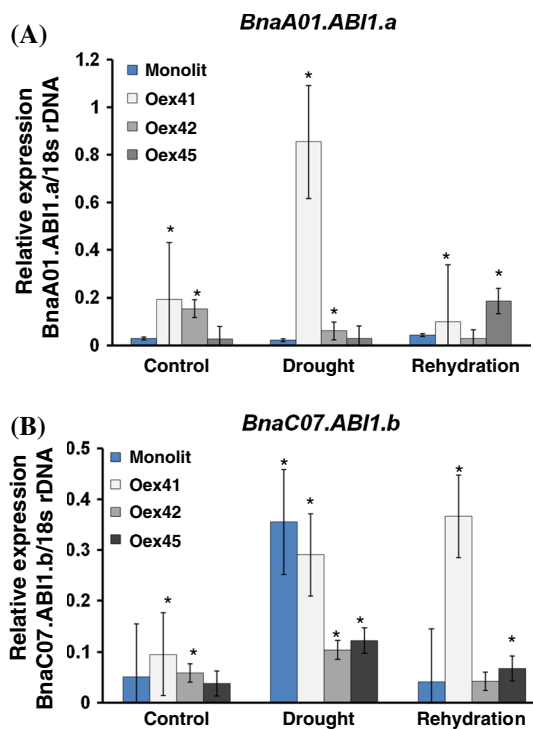 (A)
BnaA01.ABI1.a
Relative expression
BnaA01.ABI1.a/18s rDNA
1.2
1
0.8
0.6
0.4
0.2
0
Monolit
Oex41
Oex42
Oex45
*
*
*
*
*
*
Control
Drought
Rehydration
(B)
BnaC07.ABI1.b
Relative expression
BnaC07.ABI1.b/18s rDNA
0.5
0.4
0.3
0.2
0.1
0
Monolit
Oex41
Oex42
Oex45
*
*
*
*
*
*
*
*
Control
Drought
Rehydration